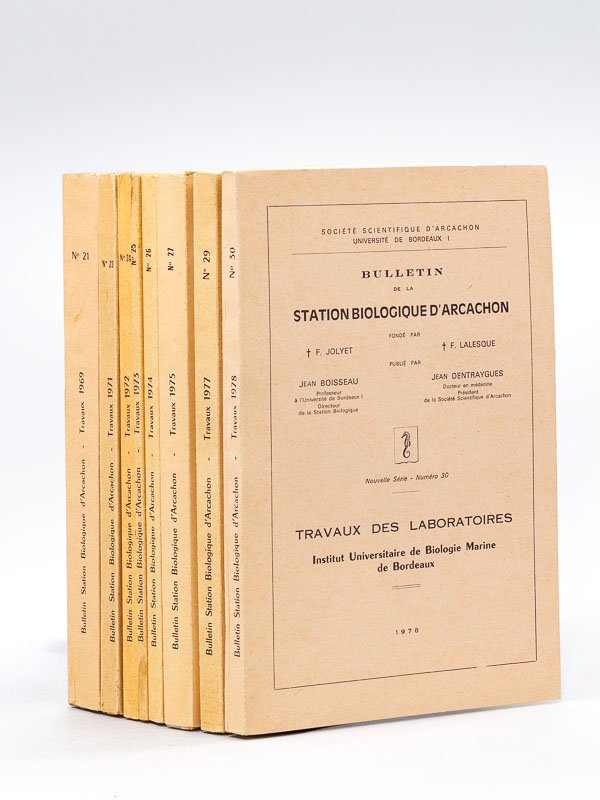 N° 21
Bulletin Station Biologique d'Arcachon - Travaux 1969
N° 23
Bulletin Station Biologique d'Arcachon - Travaux 1971
N° 24
Bulletin Station Biologique d'Arcachon - Travaux 1972
N° 25
Bulletin Station Biologique d'Arcachon - Travaux 1973
N° 26
Bulletin Station Biologique d'Arcachon - Travaux 1974
N° 27
Bulletin Station Biologique d'Arcachon - Travaux 1975
N° 29
Bulletin Station Biologique d'Arcachon - Travaux 1977
N° 30
Bulletin Station Biologique d'Arcachon - Travaux 1978
SOCIÉTÉ SCIENTIFIQUE D'ARCACHON
UNIVERSITÉ DE BORDEAUX I
BULLETIN
DE LA
STATION BIOLOGIQUE D'ARCACHON
FONDÉ PAR
† F. JOLYET † F. LALESQUE
PUBLIÉ PAR
JEAN BOISSEAU
Professeur
à l'Université de Bordeaux I
Directeur
de la Station Biologique
JEAN DENTRAYGUES
Docteur en médecine
Président
de la Société Scientifique d'Arcachon
Nouvelle Série - Numéro 30
TRAVAUX DES LABORATOIRES
Institut Universitaire de Biologie Marine
de Bordeaux
1978